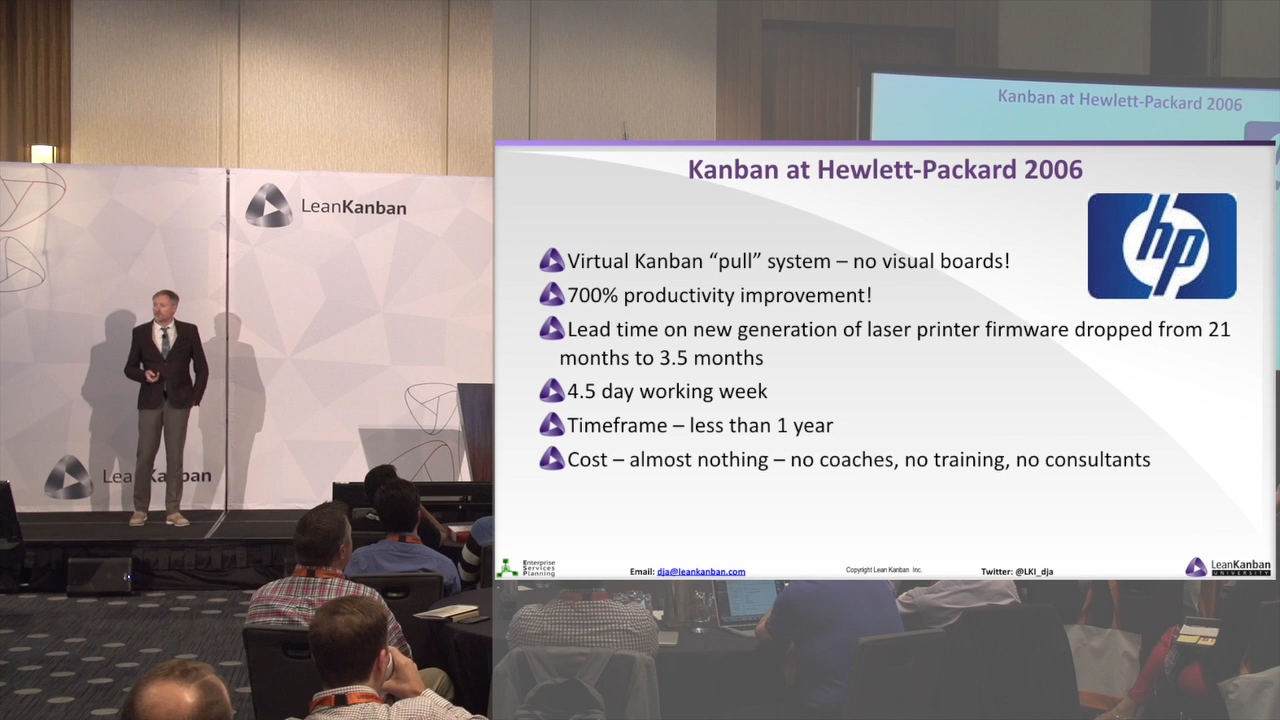 Kanban at Hewlett-Packard 2006
LeanKanban
Kanban at Hewlett-Packard 2006
hp
Virtual Kanban “pull” system – no visual boards!
700% productivity improvement!
Lead time on new generation of laser printer firmware dropped from 21
months to 3.5 months
4.5 day working week
Timeframe – less than 1 year
Cost – almost nothing – no coaches, no training, no consultants
Enterprise
Services
Planning
Email: dja@leankanban.com
Copyright Lean Kanban Inc.
Twitter: @LKI_dja
LeanKanban
UNIVERSITY